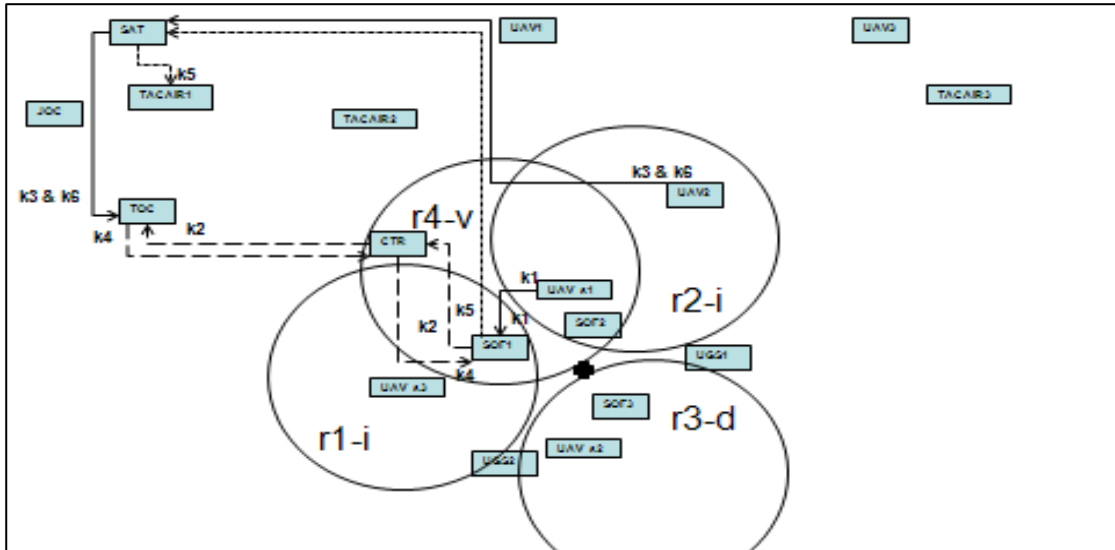 SAT
UAV1
UAV3
k5
TACAIR1
TACAIR3
JOC
TACAIR2
k3 & k6
k3 & k6
UAV2
TOC
r4-v
k4
k2
CTR
k1
UAV a1
r2-i
k5
k1
SOF2
k2
SOF1
UGS1
k4
UAV a3
SOF3
r3-d
r1-i
UAV a2
UGS2